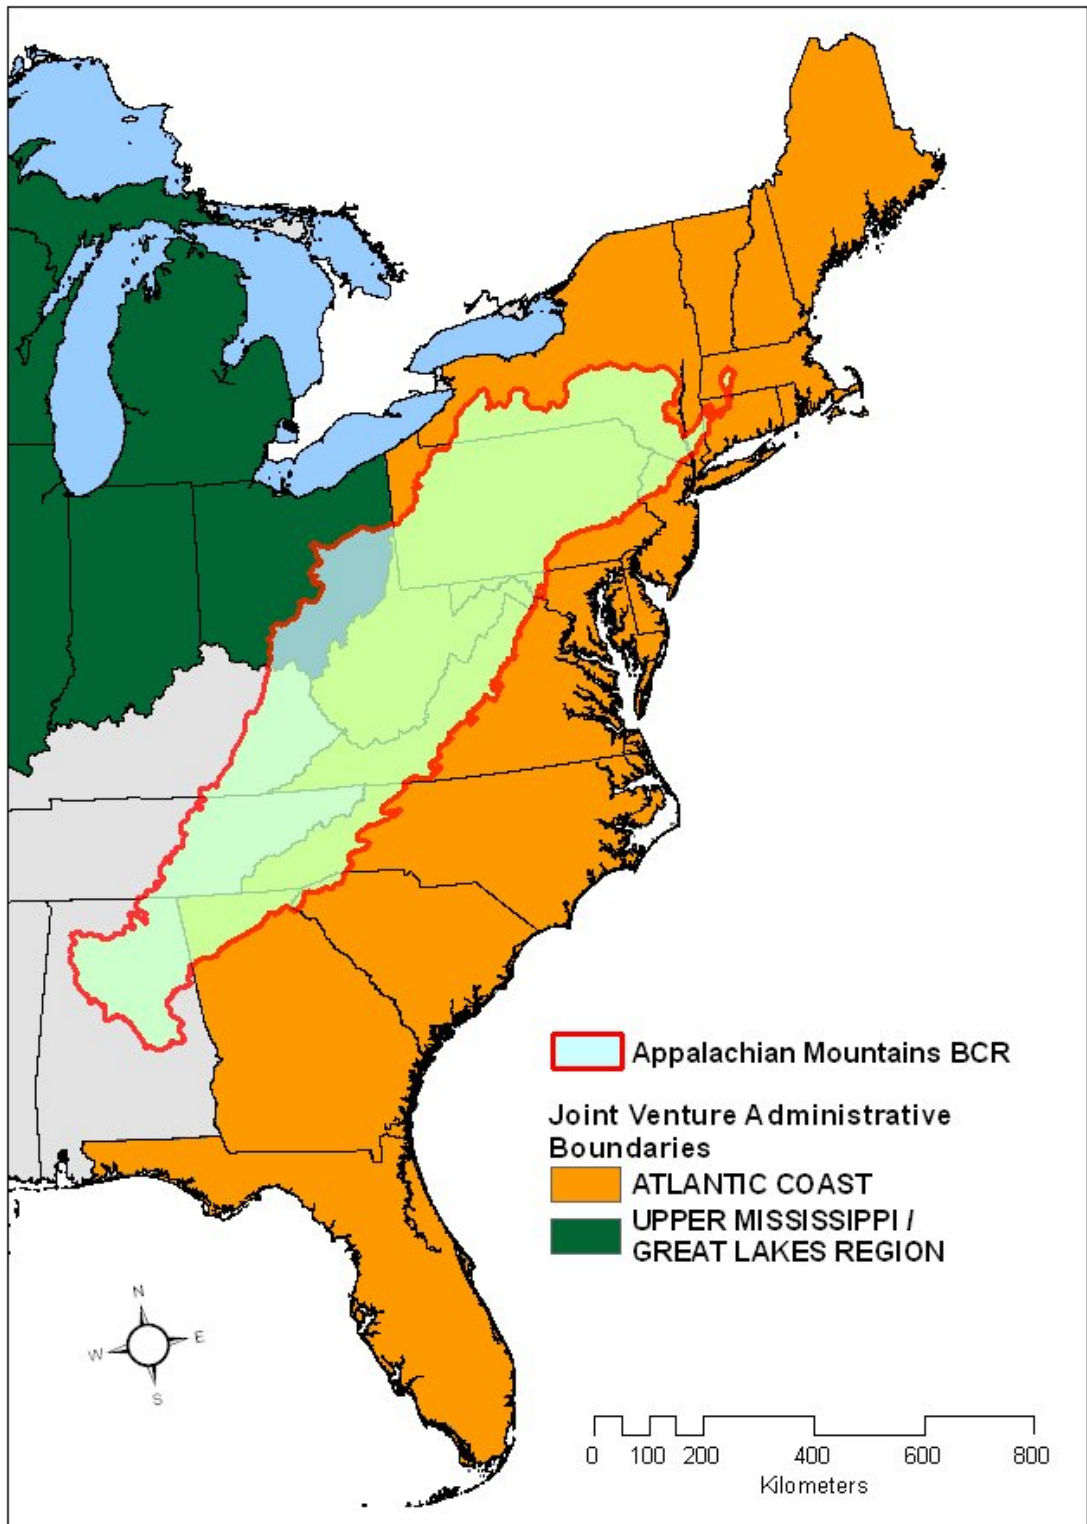 Appalachian Mountains BCR
Joint Venture Administrative
Boundaries
ATLANTIC COAST
UPPER MISSISSIPPI /
GREAT LAKES REGION
N
W E
S
0 100 200 400 600 800
Kilometers